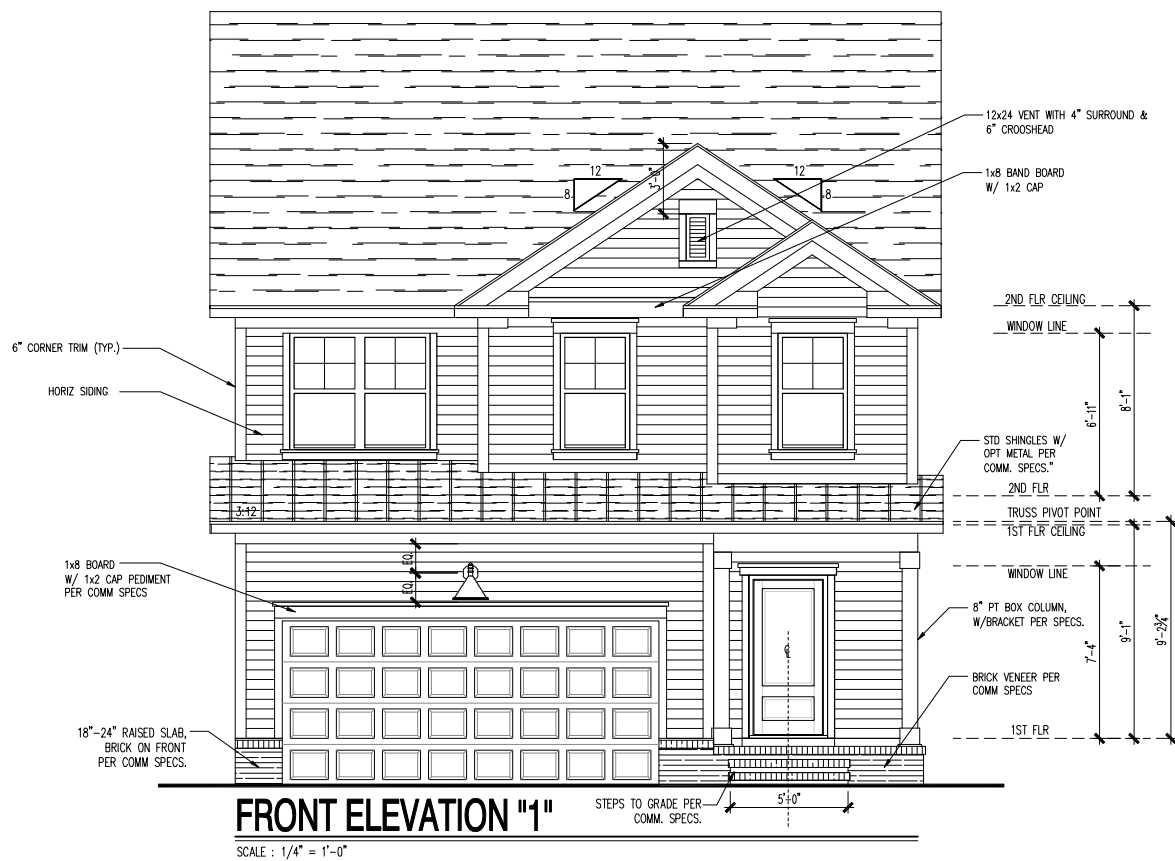 12x24 VENT WITH 4" SURROUND &
6" CROOSHEAD
1x8 BAND BOARD
W/ 1x2 CAP
12
8
3'-0"
12
8
2ND FLR CEILING
WINDOW LINE
6" CORNER TRIM (TYP.)
HORIZ SIDING
6'-11"
8'-1"
STD SHINGLES W/
OPT METAL PER
COMM. SPECS."
2ND FLR
3:12
TRUSS PIVOT POINT
1ST FLR CEILING
EQ.
EQ.
WINDOW LINE
1x8 BOARD
W/ 1x2 CAP PEDIMENT
PER COMM SPECS
8" PT BOX COLUMN,
W/BRACKET PER SPECS.
7'-4"
9'-1"
9'-2¾"
BRICK VENEER PER
COMM SPECS
18"-24" RAISED SLAB,
BRICK ON FRONT
PER COMM SPECS.
1ST FLR
STEPS TO GRADE PER
COMM. SPECS.
5'-0"
FRONT ELEVATION "1"
SCALE : 1/4" = 1'-0"